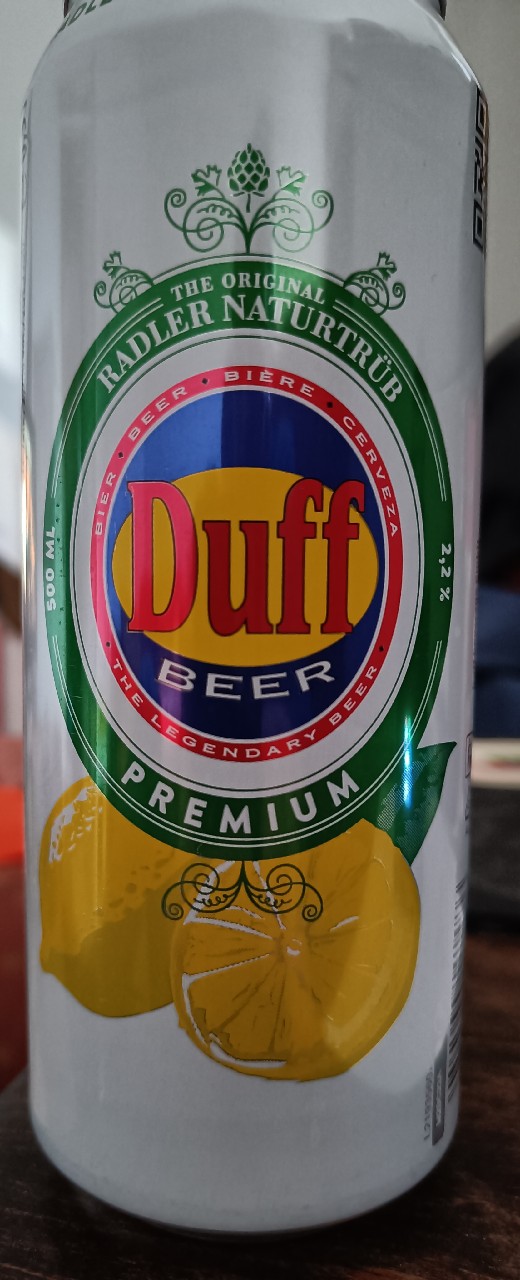 THE ORIGINAL
RADLER NATURTRÜB
BIER · BEER · BIÈRE · CERVEZA
Duff
BEER
500 ML
2,2 %
· THE LEGENDARY BEER ·
PREMIUM